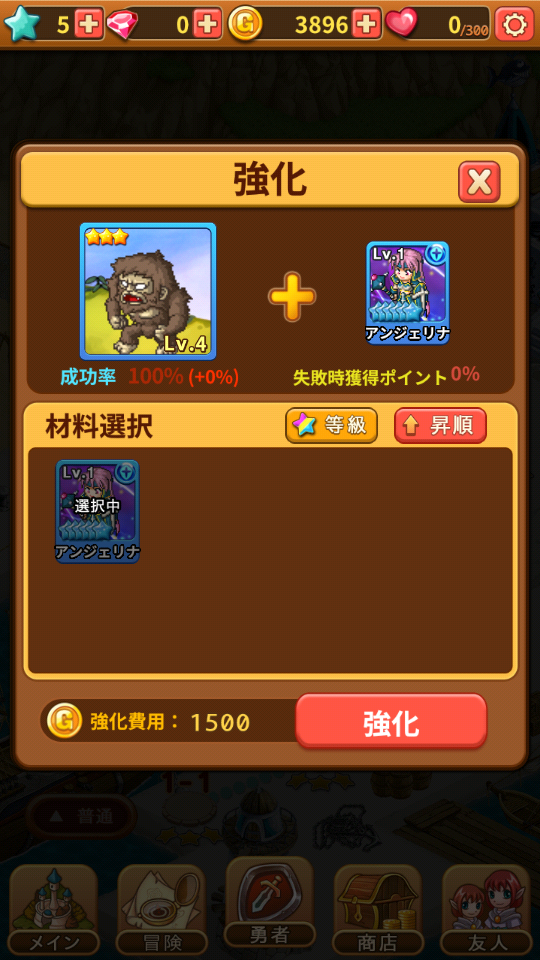 5
0
3896
0/300
強化
Lv.4
Lv.1
アンジェリナ
成功率 100% (+0%)
失敗時獲得ポイント 0%
材料選択
等級
昇順
Lv.1
選択中
アンジェリナ
G 強化費用： 1500
強化
1-1
▲ 普通
メイン
冒険
勇者
商店
友人